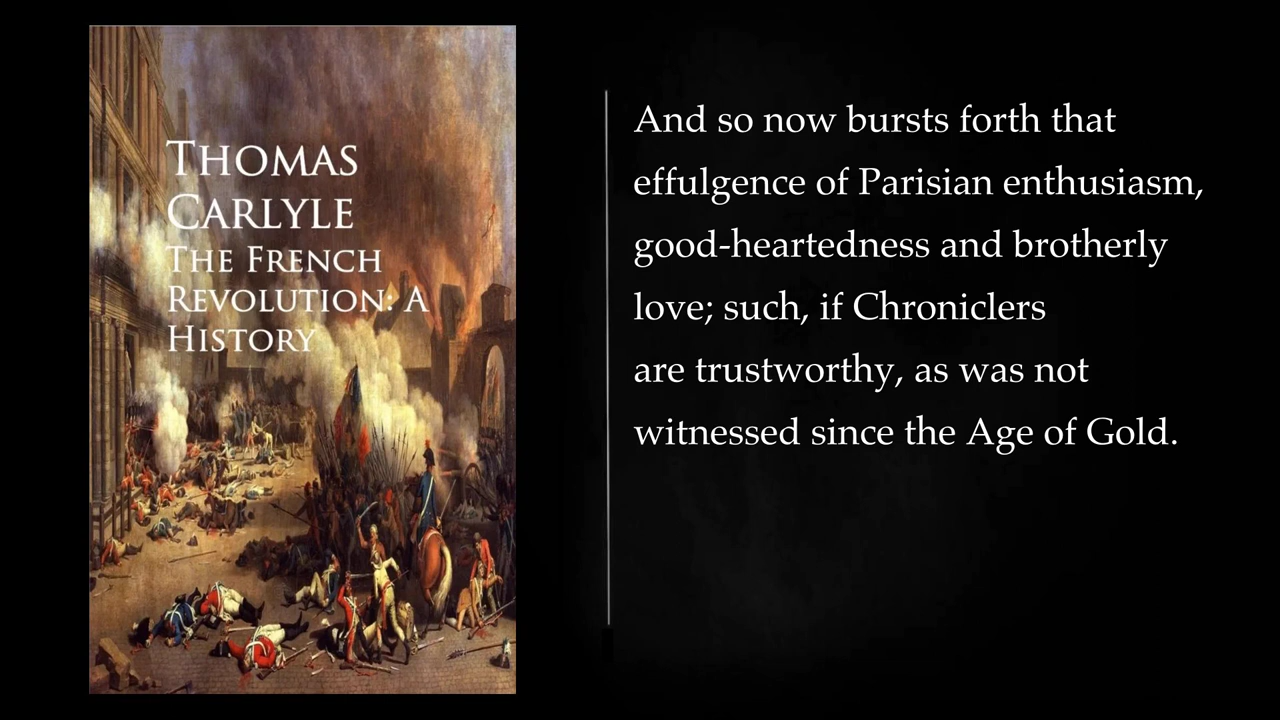 THOMAS
CARLYLE
THE FRENCH
REVOLUTION: A
HISTORY
And so now bursts forth that
effulgence of Parisian enthusiasm,
good-heartedness and brotherly
love; such, if Chroniclers
are trustworthy, as was not
witnessed since the Age of Gold.